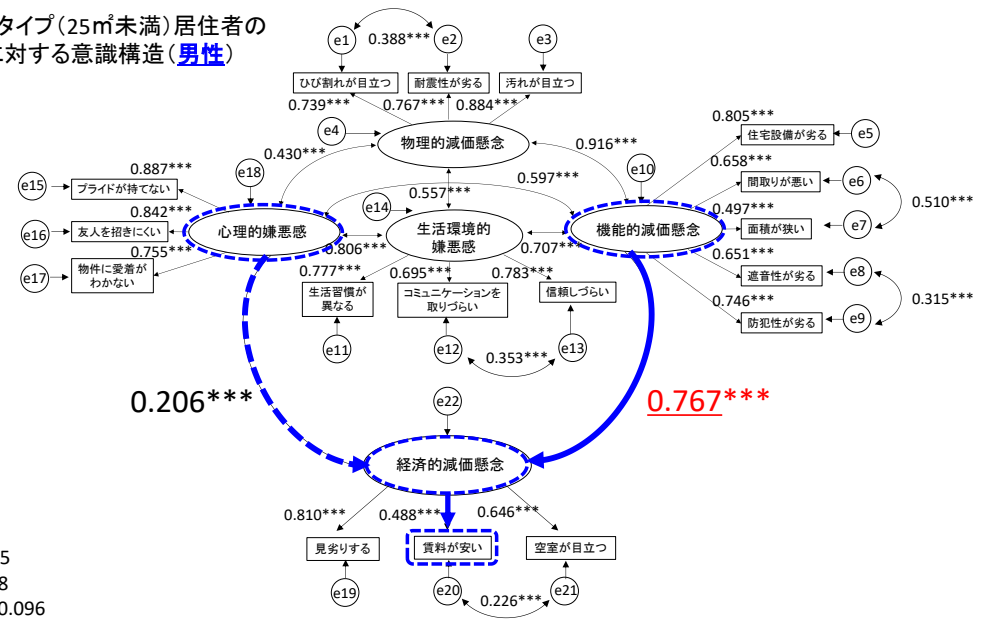 タイプ(25㎡未満)居住者の
に対する意識構造(男性)
e1
0.388***
e2
e3
ひび割れが目立つ
耐震性が劣る
汚れが目立つ
0.739***
0.767***
0.884***
e4
物理的減価懸念
0.430***
0.916***
0.805***
住宅設備が劣る
e5
0.658***
間取りが悪い
e6
0.510***
0.497***
面積が狭い
e7
0.651***
遮音性が劣る
e8
0.315***
0.746***
防犯性が劣る
e9
e10
機能的減価懸念
0.887***
e18
e15
プライドが持てない
0.842***
e16
友人を招きにくい
0.755***
e17
物件に愛着が
わかない
心理的嫌悪感
0.557***
0.597***
e14
生活環境的
嫌悪感
0.806***
0.707***
0.777***
0.695***
0.783***
生活習慣が
異なる
コミュニケーションを
取りづらい
信頼しづらい
e11
e12
0.353***
e13
0.206***
0.767***
e22
経済的減価懸念
0.810***
0.488***
0.646***
見劣りする
賃料が安い
空室が目立つ
e19
e20
0.226***
e21
5
8
0.096